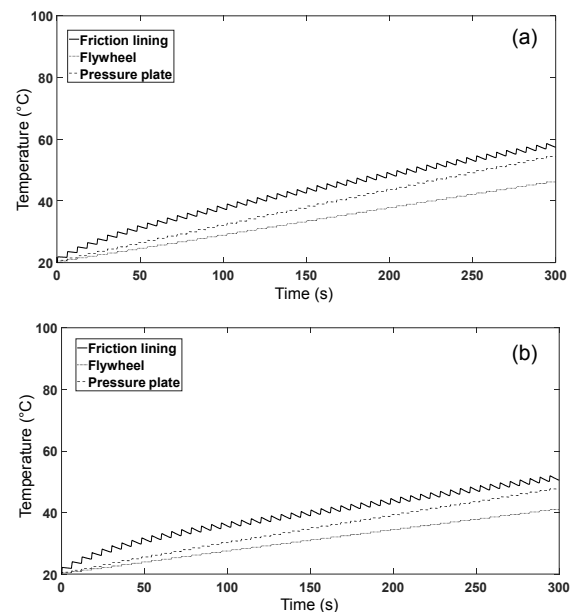 (a)
Friction lining
Flywheel
Pressure plate
Temperature (°C)
100
80
60
40
20
0 50 100 150 200 250 300
Time (s)
(b)
Friction lining
Flywheel
Pressure plate
Temperature (°C)
100
80
60
40
20
0 50 100 150 200 250 300
Time (s)